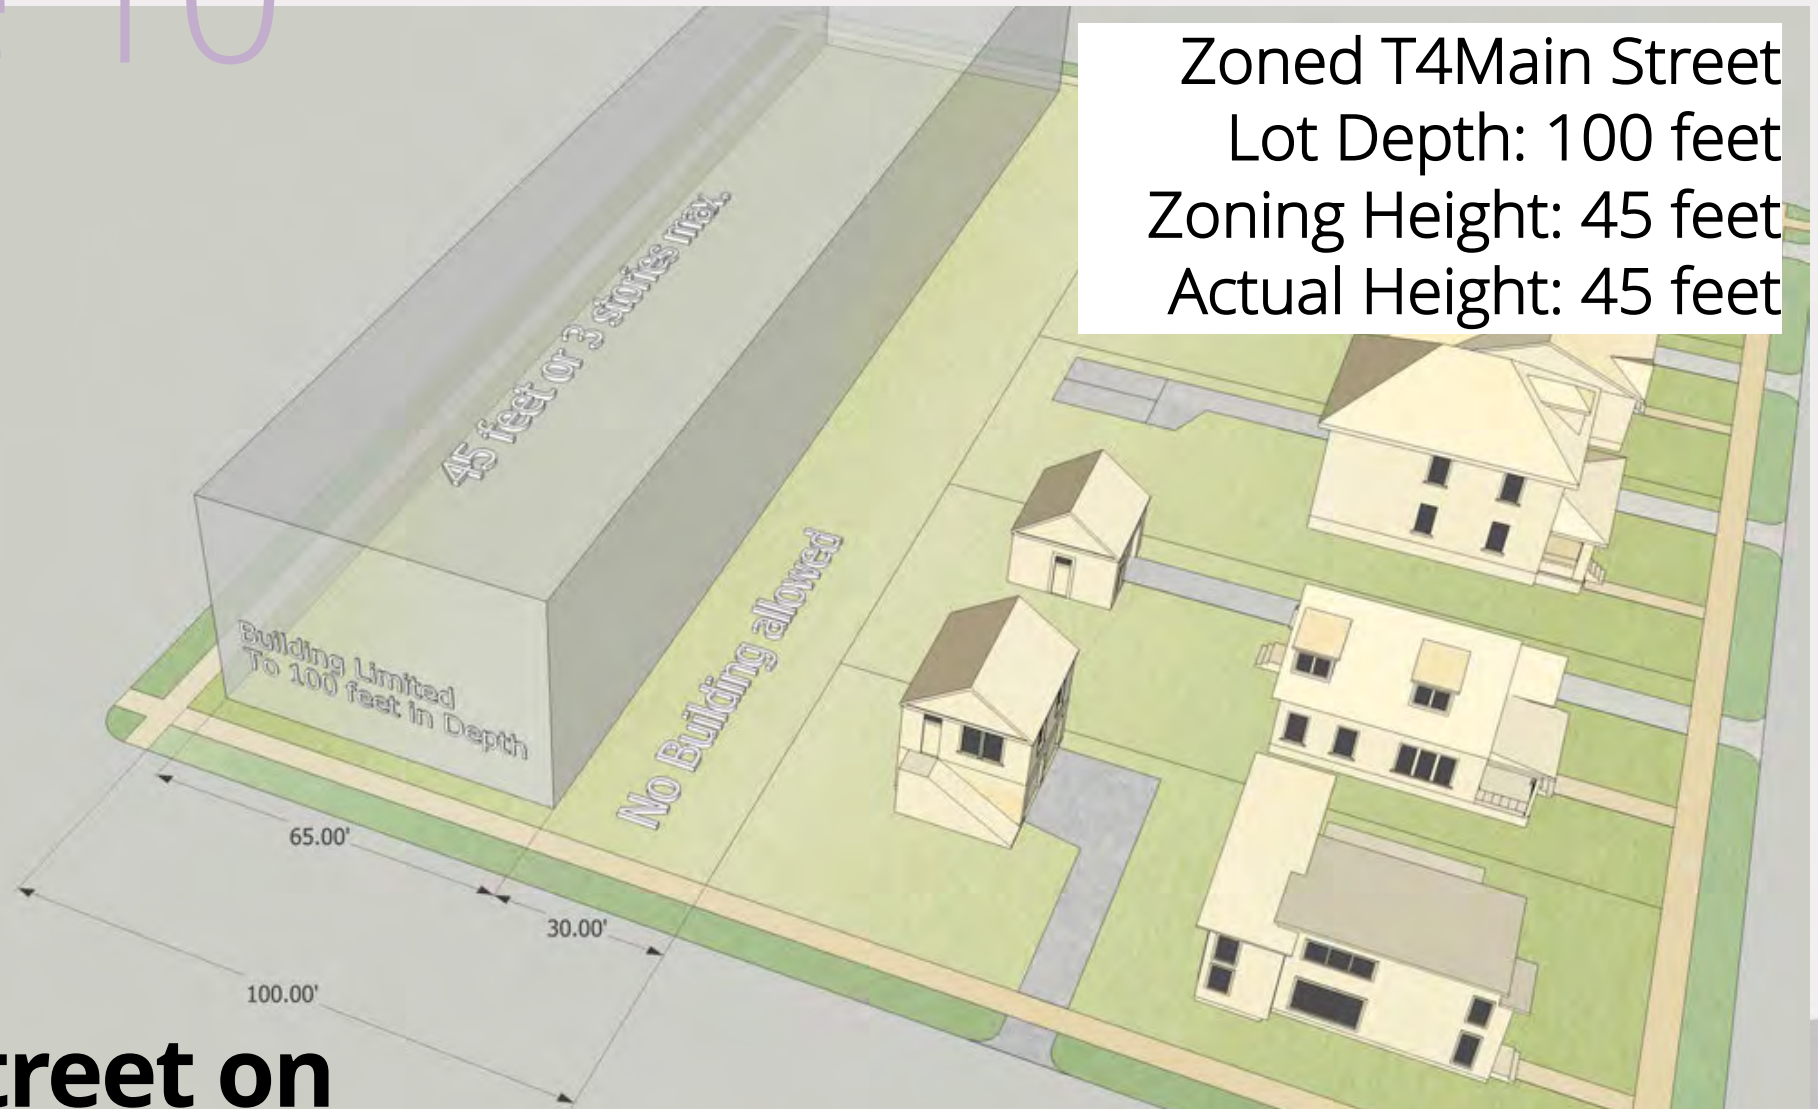 10
Zoned T4Main Street
Lot Depth: 100 feet
Zoning Height: 45 feet
Actual Height: 45 feet
45 feet or 3 stories max.
Building Limited
To 100 feet in Depth
No Building allowed
65.00'
30.00'
100.00'
treet on